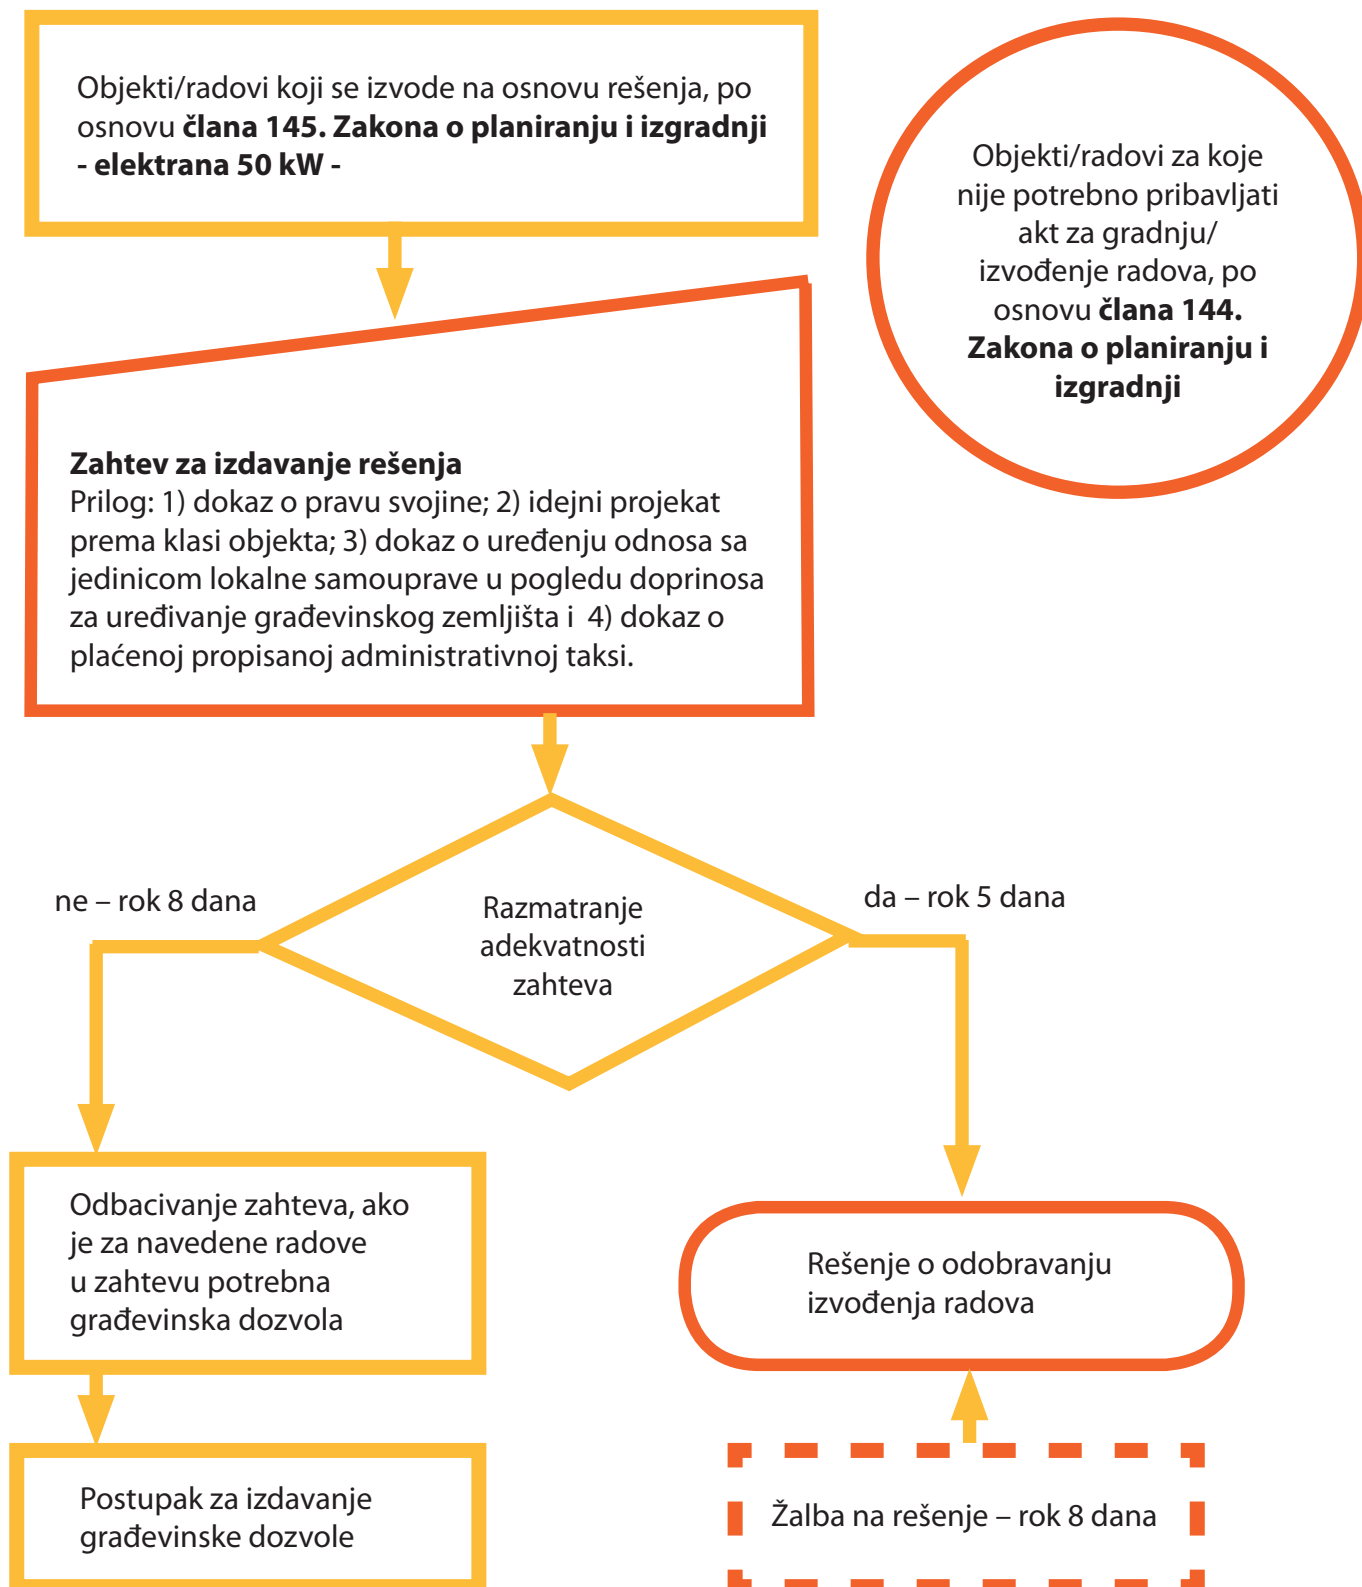 Objekti/radovi koji se izvode na osnovu rešenja, po
osnovu člana 145. Zakona o planiranju i izgradnji
- elektrana 50 kW -
Objekti/radovi za koje
nije potrebno pribavljati
akt za gradnju/
izvođenje radova, po
osnovu člana 144.
Zakona o planiranju i
izgradnji
Zahtev za izdavanje rešenja
Prilog: 1) dokaz o pravu svojine; 2) idejni projekat
prema klasi objekta; 3) dokaz o uređenju odnosa sa
jedinicom lokalne samouprave u pogledu doprinosa
za uređivanje građevinskog zemljišta i  4) dokaz o
plaćenoj propisanoj administrativnoj taksi.
ne – rok 8 dana
Razmatranje
adekvatnosti
zahteva
da – rok 5 dana
Odbacivanje zahteva, ako
je za navedene radove
u zahtevu potrebna
građevinska dozvola
Rešenje o odobravanju
izvođenja radova
Postupak za izdavanje
građevinske dozvole
Žalba na rešenje – rok 8 dana